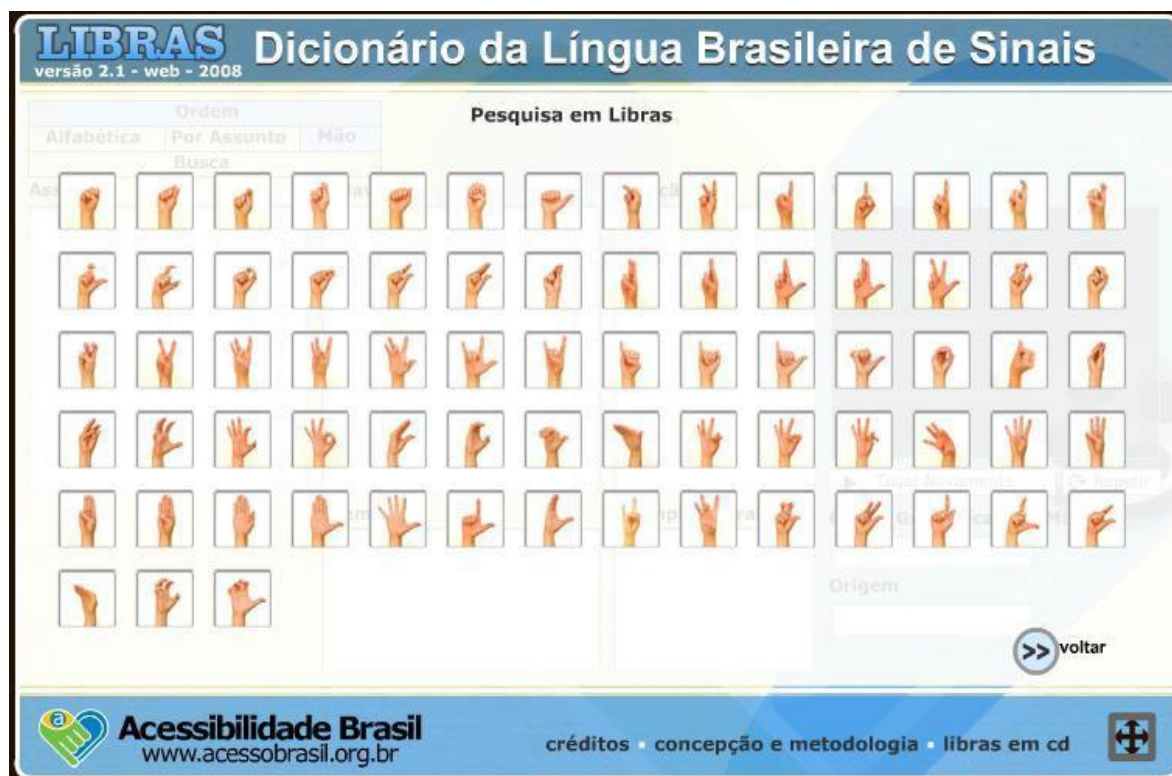 LIBRAS
versão 2.1 - web - 2008
Dicionário da Língua Brasileira de Sinais
Pesquisa em Libras
Ordem
Alfabética Por Assunto Mão
Busca
Tocar Novamente Repetir
Origem
>> voltar
a
Acessibilidade Brasil
www.acessobrasil.org.br
créditos - concepção e metodologia - libras em cd